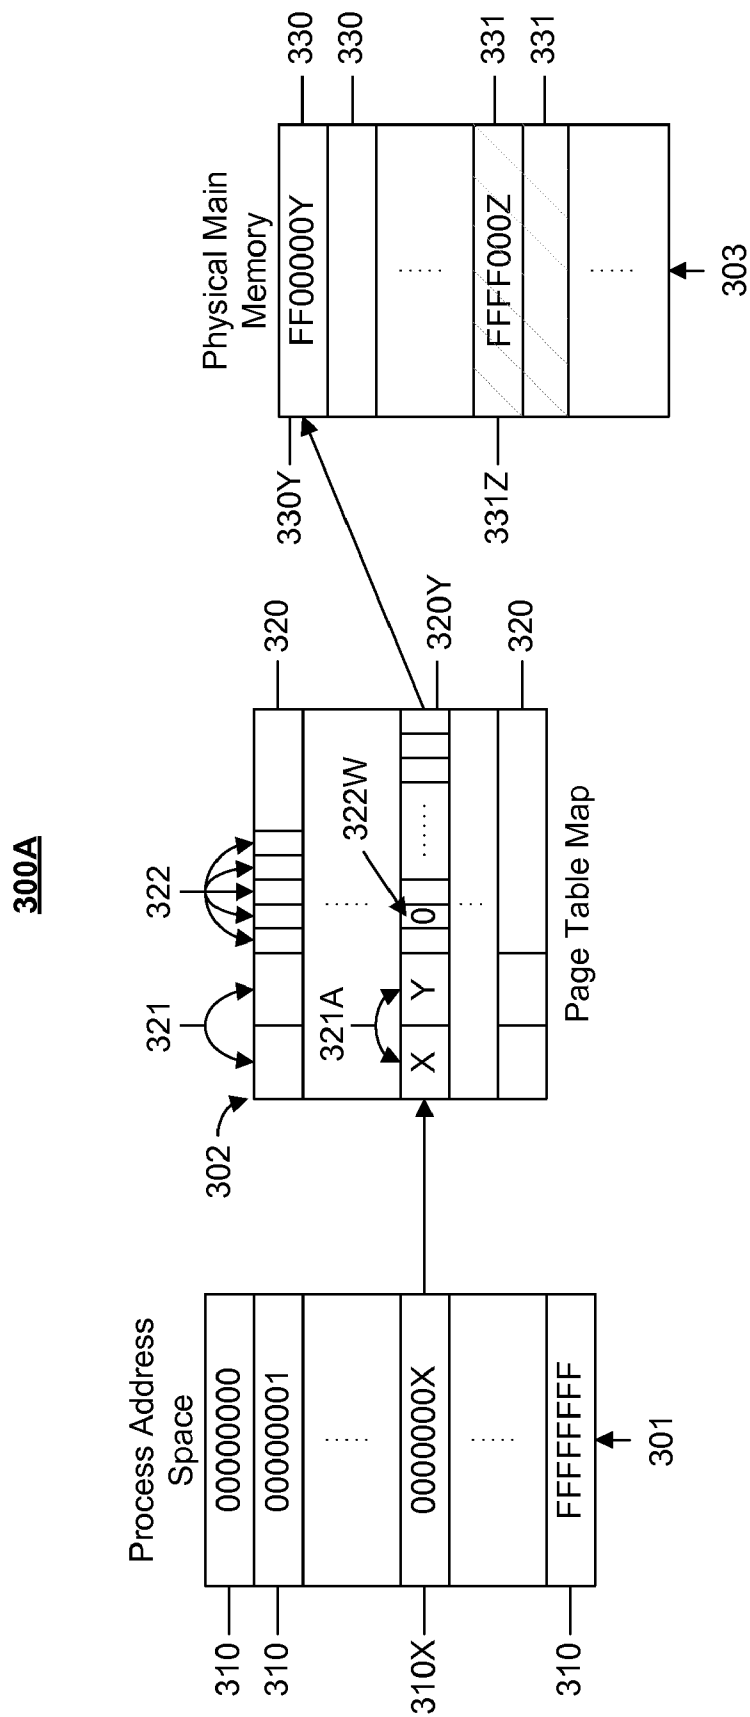 300A
Process Address
Space
310
00000000
310
00000001
.....
310X
0000000X
.....
310
FFFFFFFF
301
302
321
322
320
.....
321A
322W
X
Y
0
......
320Y
...
320
Page Table Map
Physical Main
Memory
330Y
FF00000Y
330
330
.....
331Z
FFFF000Z
331
331
.....
303